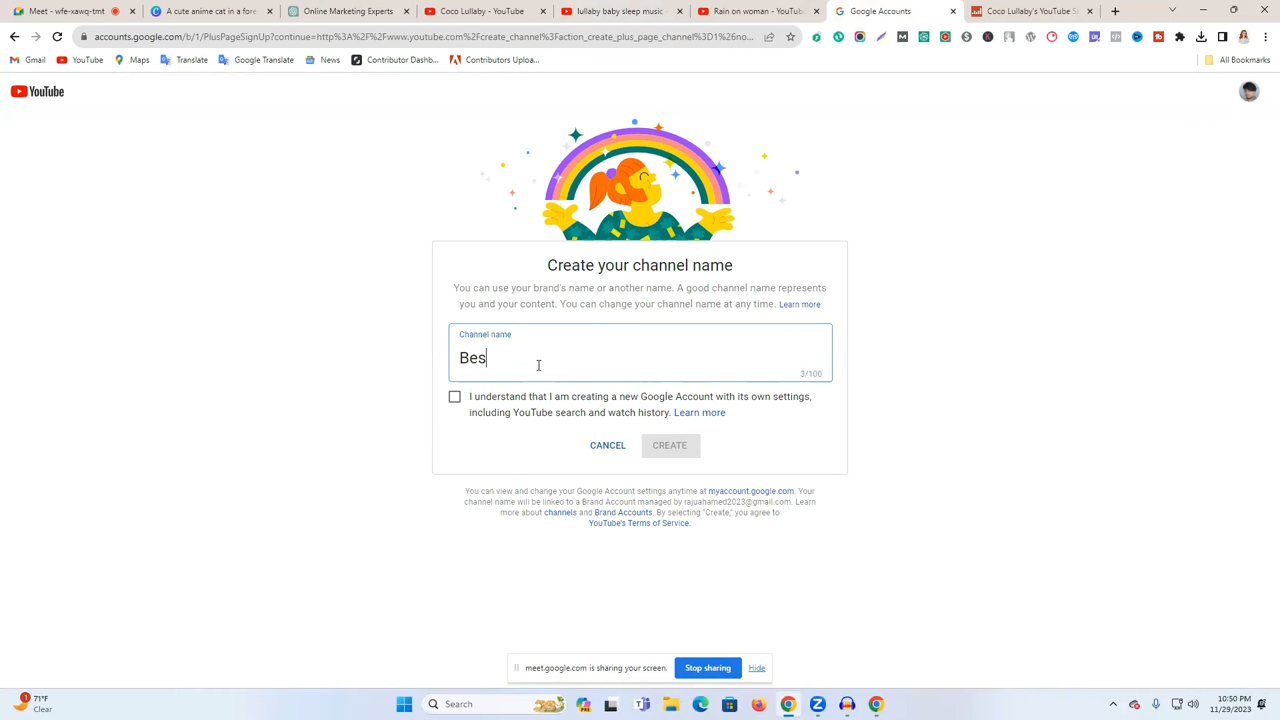 Meet - wfx-xawq-tmt
A cute anime cat in a fore
Online Marketing Experts
Coco Lullaby - YouTube
lullaby baby sleep music -
Rain on window - YouTube
Google Accounts
Coco Lullaby's YouTube S
accounts.google.com/b/1/PlusPageSignUp?continue=http%3A%2F%2Fwww.youtube.com%2Fcreate_channel%3Faction_create_plus_page_channel%3D1%26no...
Gmail
YouTube
Maps
Translate
Google Translate
News
Contributor Dashb...
Contributors Uploa...
All Bookmarks
YouTube
Create your channel name
You can use your brand's name or another name. A good channel name represents
you and your content. You can change your channel name at any time. Learn more
Channel name
Bes
3/100
I understand that I am creating a new Google Account with its own settings,
including YouTube search and watch history. Learn more
CANCEL
CREATE
You can view and change your Google Account settings anytime at myaccount.google.com. Your
channel name will be linked to a Brand Account managed by rajuahamed2023@gmail.com. Learn
more about channels and Brand Accounts. By selecting "Create," you agree to
YouTube's Terms of Service.
meet.google.com is sharing your screen.
Stop sharing
Hide
1
71°F
Clear
Search
10:50 PM
11/29/2023